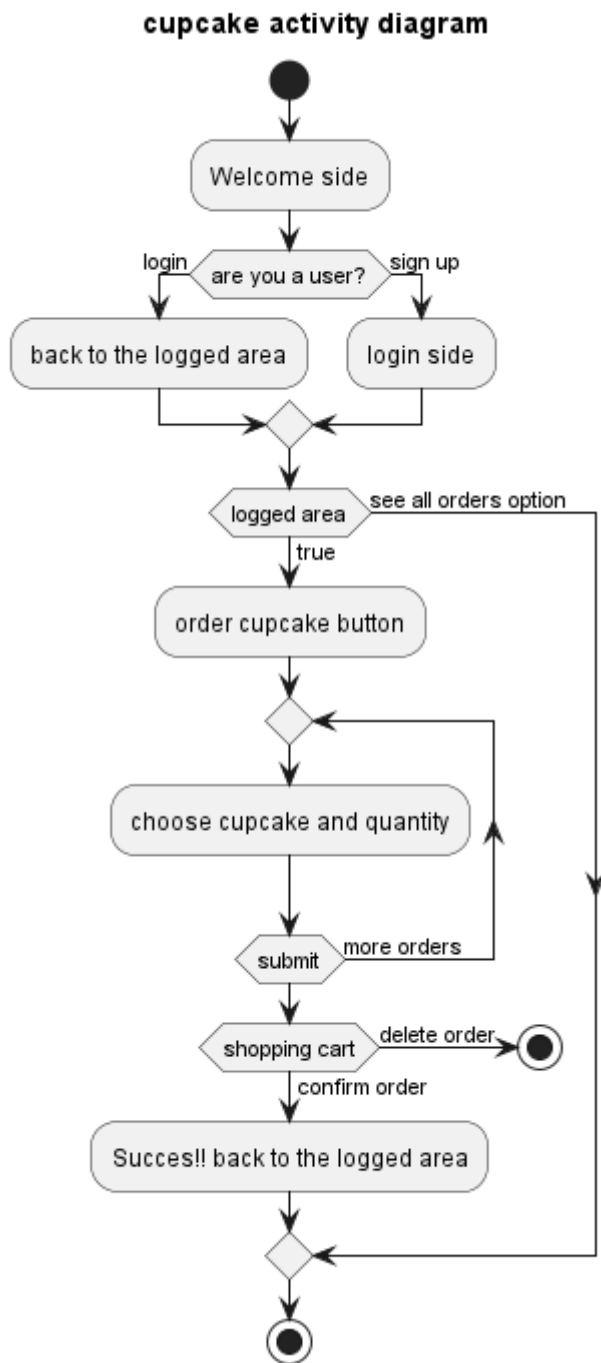 cupcake activity diagram
Welcome side
login
are you a user?
sign up
back to the logged area
login side
logged area
see all orders option
true
order cupcake button
choose cupcake and quantity
submit
more orders
shopping cart
delete order
confirm order
Succes!! back to the logged area